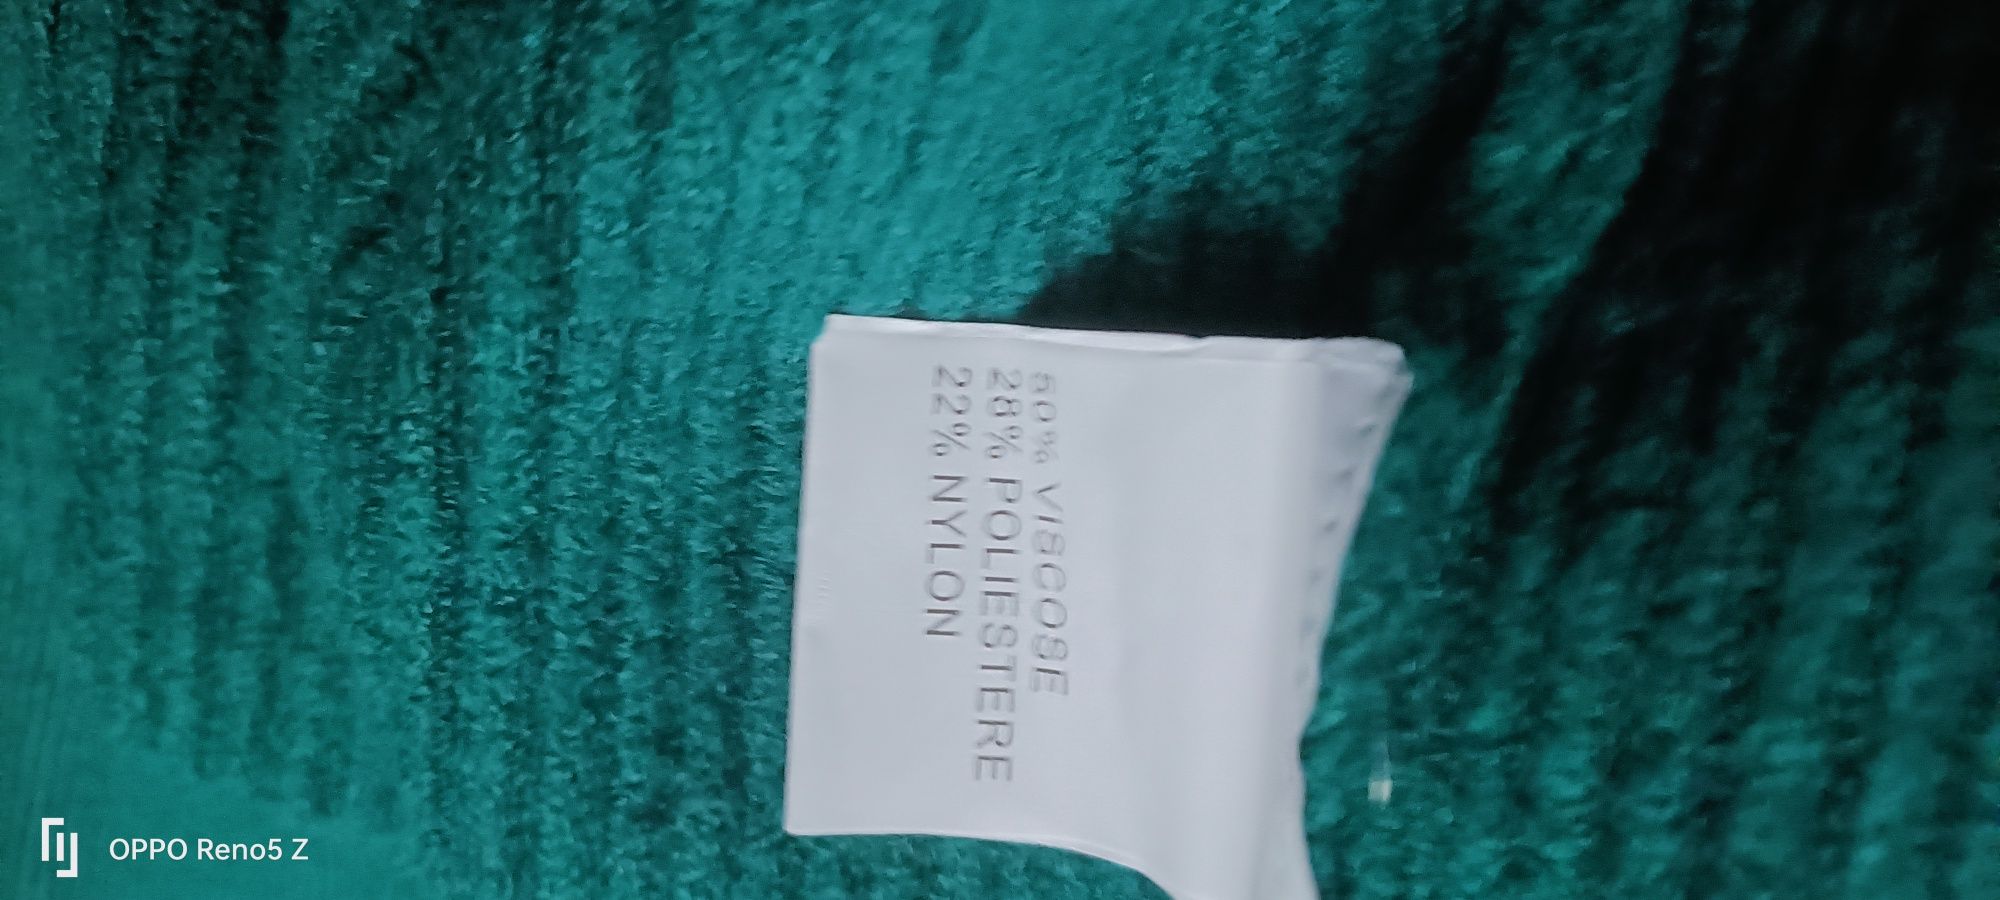 50% VISCOSE
28% POLIESTERE
22% NYLON
OPPO Reno5 Z